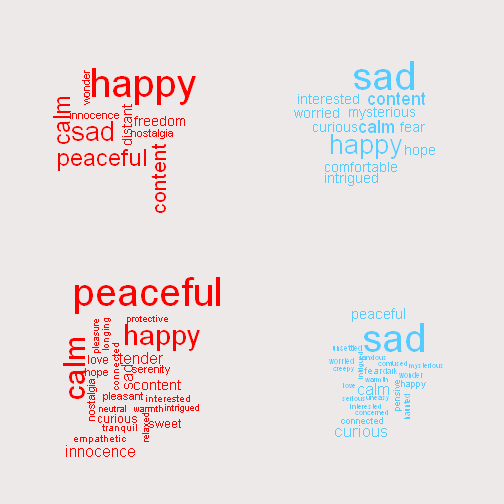 happy
wonder
calm
innocence
distant
freedom
sad
nostalgia
peaceful
content
sad
interested content
worried mysterious
curious calm fear
happy hope
comfortable
intrigued
peaceful
protective
pleasure
longing
happy
calm
connected
love tender
hope sad serenity
nostalgia
content
pleasant interested
neutral warmth intrigued
curious relaxed sweet
tranquil
empathetic
innocence
peaceful
sad
unsettled
anxious
worried intrigued confused mysterious
creepy fear dark
wonder
warmth
love calm pensive happy
serious uneasy haunted
interested
concerned
connected
curious